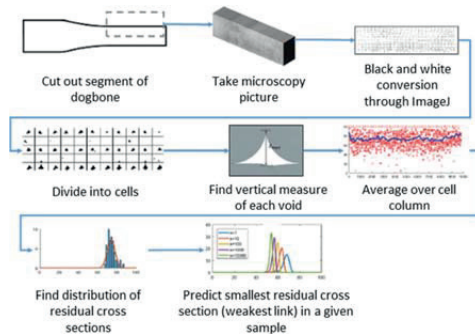 Cut out segment of
dogbone
Take microscopy
picture
Black and white
conversion
through ImageJ
Divide into cells
Find vertical measure
of each void
Average over cell
column
Find distribution of
residual cross
sections
Predict smallest residual cross
section (weakest link) in a given
sample